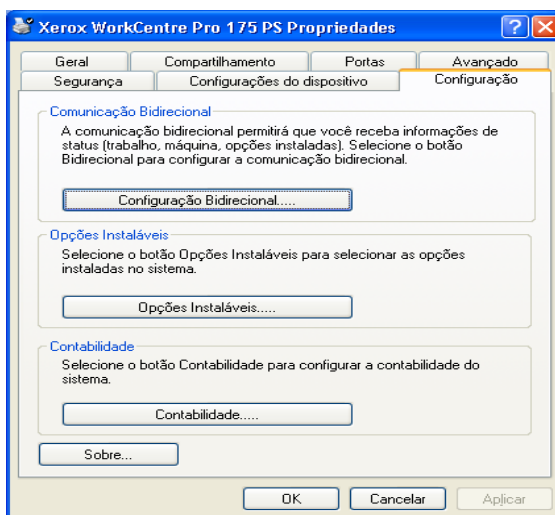 Xerox WorkCentre Pro 175 PS Propriedades
Geral Compartilhamento Portas Avançado
Segurança Configurações do dispositivo Configuração
Comunicação Bidirecional
A comunicação bidirecional permitirá que você receba informações de
status (trabalho, máquina, opções instaladas). Selecione o botão
Bidirecional para configurar a comunicação bidirecional.
Configuração Bidirecional.....
Opções Instaláveis
Selecione o botão Opções Instaláveis para selecionar as opções
instaladas no sistema.
Opções Instaláveis.....
Contabilidade
Selecione o botão Contabilidade para configurar a contabilidade do
sistema.
Contabilidade.....
Sobre...
OK Cancelar Aplicar